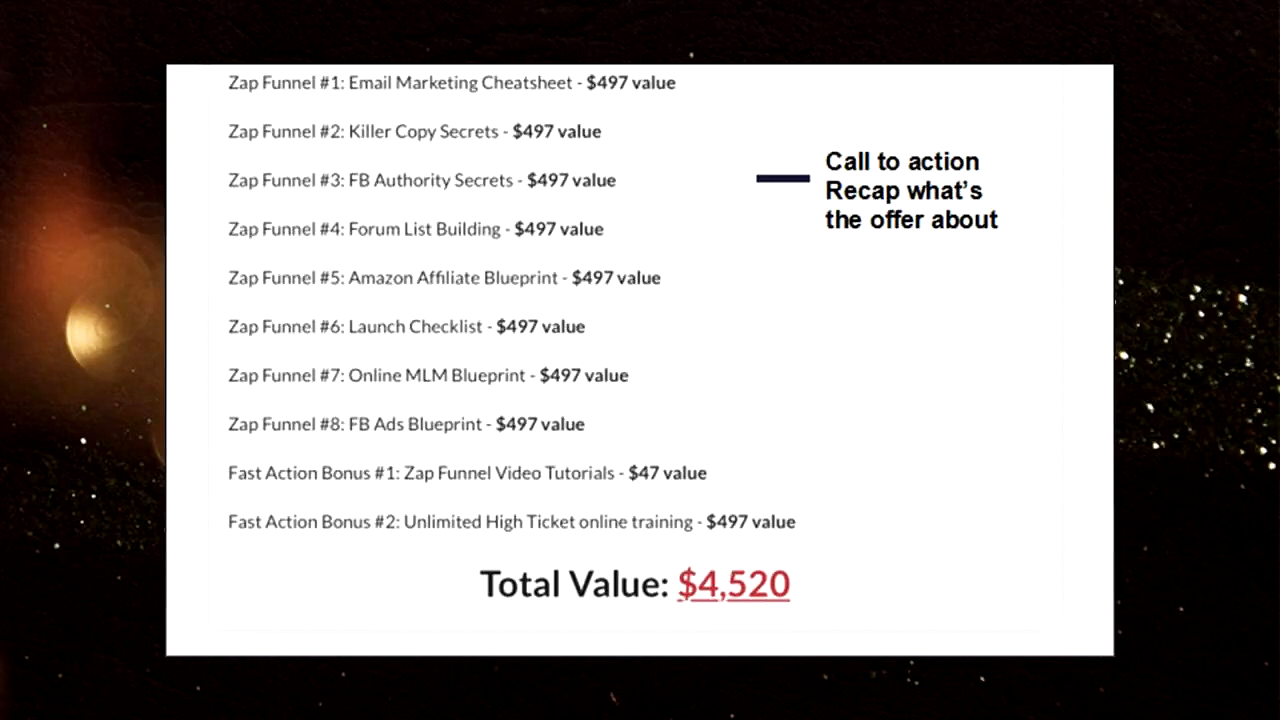 Zap Funnel #1: Email Marketing Cheatsheet - $497 value
Zap Funnel #2: Killer Copy Secrets - $497 value
Zap Funnel #3: FB Authority Secrets - $497 value
Zap Funnel #4: Forum List Building - $497 value
Zap Funnel #5: Amazon Affiliate Blueprint - $497 value
Zap Funnel #6: Launch Checklist - $497 value
Zap Funnel #7: Online MLM Blueprint - $497 value
Zap Funnel #8: FB Ads Blueprint - $497 value
Fast Action Bonus #1: Zap Funnel Video Tutorials - $47 value
Fast Action Bonus #2: Unlimited High Ticket online training - $497 value
Total Value: $4,520
Call to action
Recap what’s
the offer about